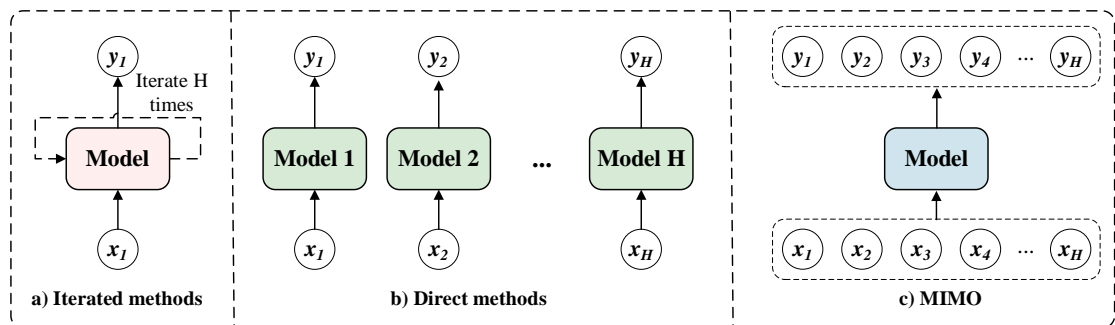 y1
Iterate H
times
Model
x1
a) Iterated methods
y1 y2 yH
Model 1 Model 2 ... Model H
x1 x2 xH
b) Direct methods
y1 y2 y3 y4 ... yH
Model
x1 x2 x3 x4 ... xH
c) MIMO